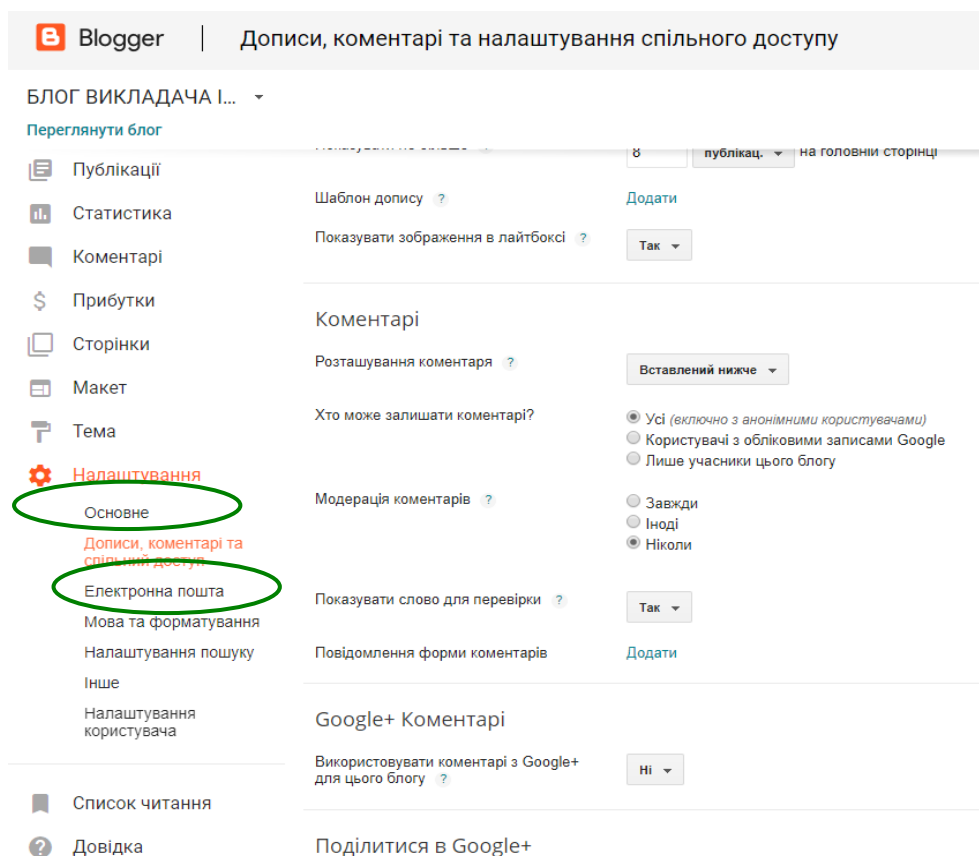 Blogger | Дописи, коментарі та налаштування спільного доступу
БЛОГ ВИКЛАДАЧА І...
Переглянути блог
Показувати не більше ? 8 публікац. на головній сторінці
Публікації
Статистика
Коментарі
Прибутки
Сторінки
Макет
Тема
Налаштування
Основне
Дописи, коментарі та
спільний доступ
Електронна пошта
Мова та форматування
Налаштування пошуку
Інше
Налаштування
користувача
Список читання
Довідка
Шаблон допису ? Додати
Показувати зображення в лайтбоксі ? Так
Коментарі
Розташування коментаря ? Вставлений нижче
Хто може залишати коментарі? Усі (включно з анонімними користувачами)
Користувачі з обліковими записами Google
Лише учасники цього блогу
Модерація коментарів ? Завжди
Іноді
Ніколи
Показувати слово для перевірки ? Так
Повідомлення форми коментарів Додати
Google+ Коментарі
Використовувати коментарі з Google+
для цього блогу ? Ні
Поділитися в Google+